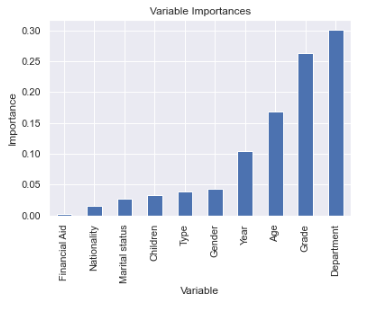 Variable Importances
Importance
0.30
0.25
0.20
0.15
0.10
0.05
0.00
Financial Aid
Nationality
Marital status
Children
Type
Gender
Year
Age
Grade
Department
Variable